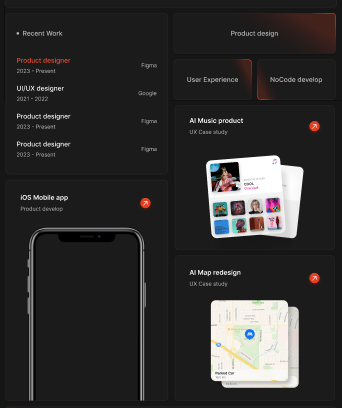 Recent Work
Product designer
2023 - Present
Figma
UI/UX designer
2021 - 2022
Google
Product designer
2023 - Present
Figma
Product designer
2023 - Present
Figma
Product design
User Experience
NoCode develop
AI Music product
UX Case study
COOL
iOS Mobile app
Product develop
AI Map redesign
UX Case study
Parked Car